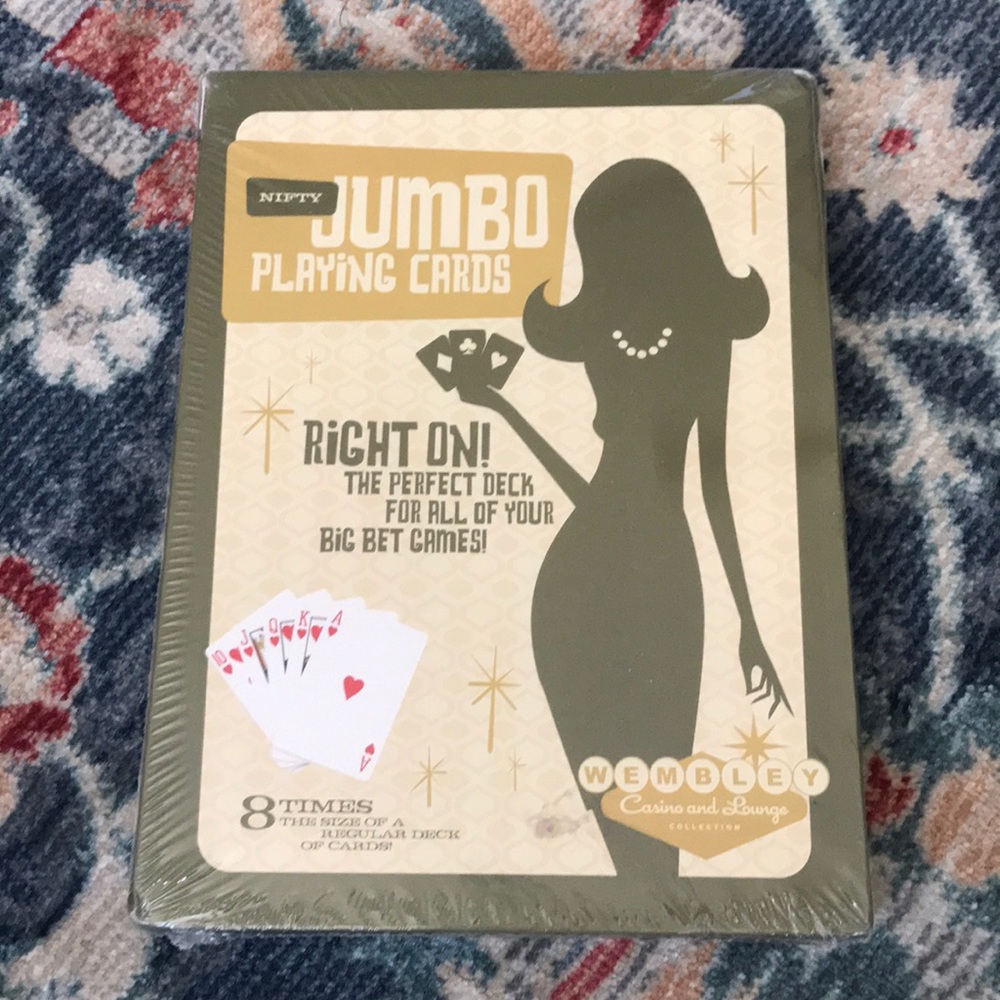 NIFTY
JUMBO
PLAYING CARDS
RIGHT ON!
THE PERFECT DECK
FOR ALL OF YOUR
BIG BET GAMES!
10 J Q K A
A
8 TIMES
THE SIZE OF A
REGULAR DECK
OF CARDS!
WEMBLEY
Casino and Lounge
COLLECTION